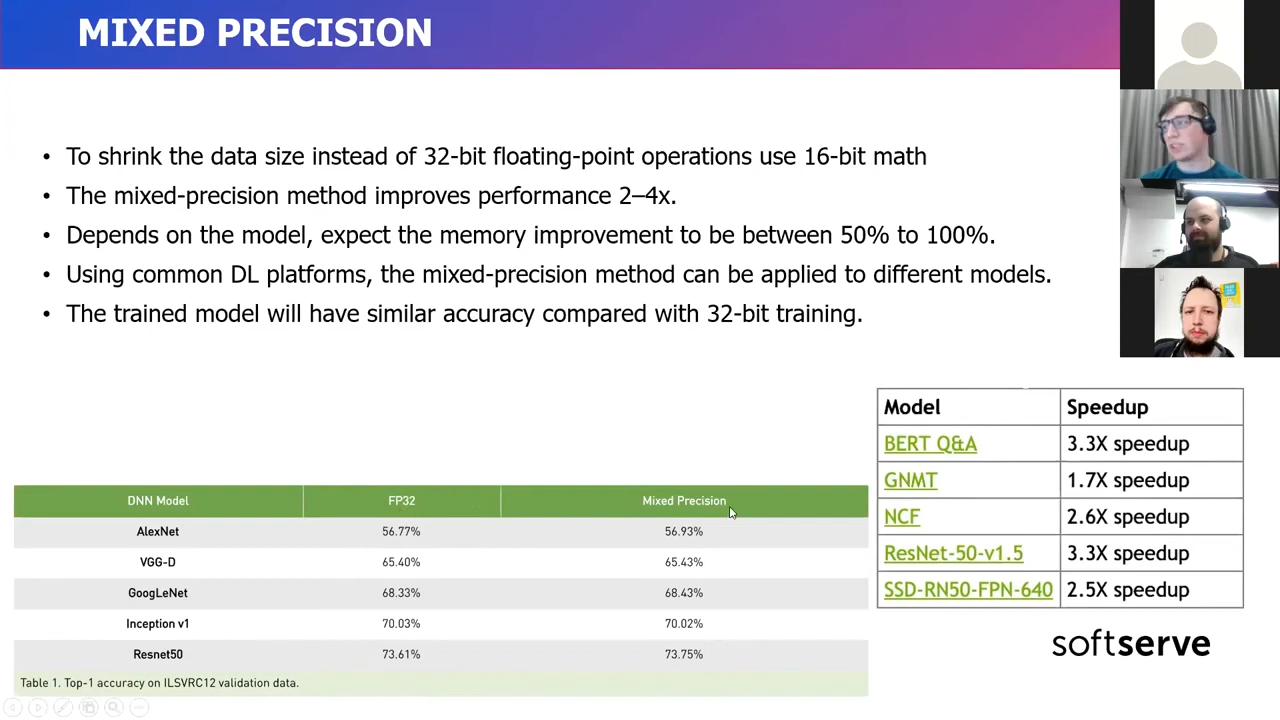 MIXED PRECISION
• To shrink the data size instead of 32-bit floating-point operations use 16-bit math
• The mixed-precision method improves performance 2–4x.
• Depends on the model, expect the memory improvement to be between 50% to 100%.
• Using common DL platforms, the mixed-precision method can be applied to different models.
• The trained model will have similar accuracy compared with 32-bit training.
Model Speedup
BERT Q&A 3.3X speedup
GNMT 1.7X speedup
NCF 2.6X speedup
ResNet-50-v1.5 3.3X speedup
SSD-RN50-FPN-640 2.5X speedup
DNN Model FP32 Mixed Precision
AlexNet 56.77% 56.93%
VGG-D 65.40% 65.43%
GoogLeNet 68.33% 68.43%
Inception v1 70.03% 70.02%
Resnet50 73.61% 73.75%
Table 1. Top-1 accuracy on ILSVRC12 validation data.
softserve